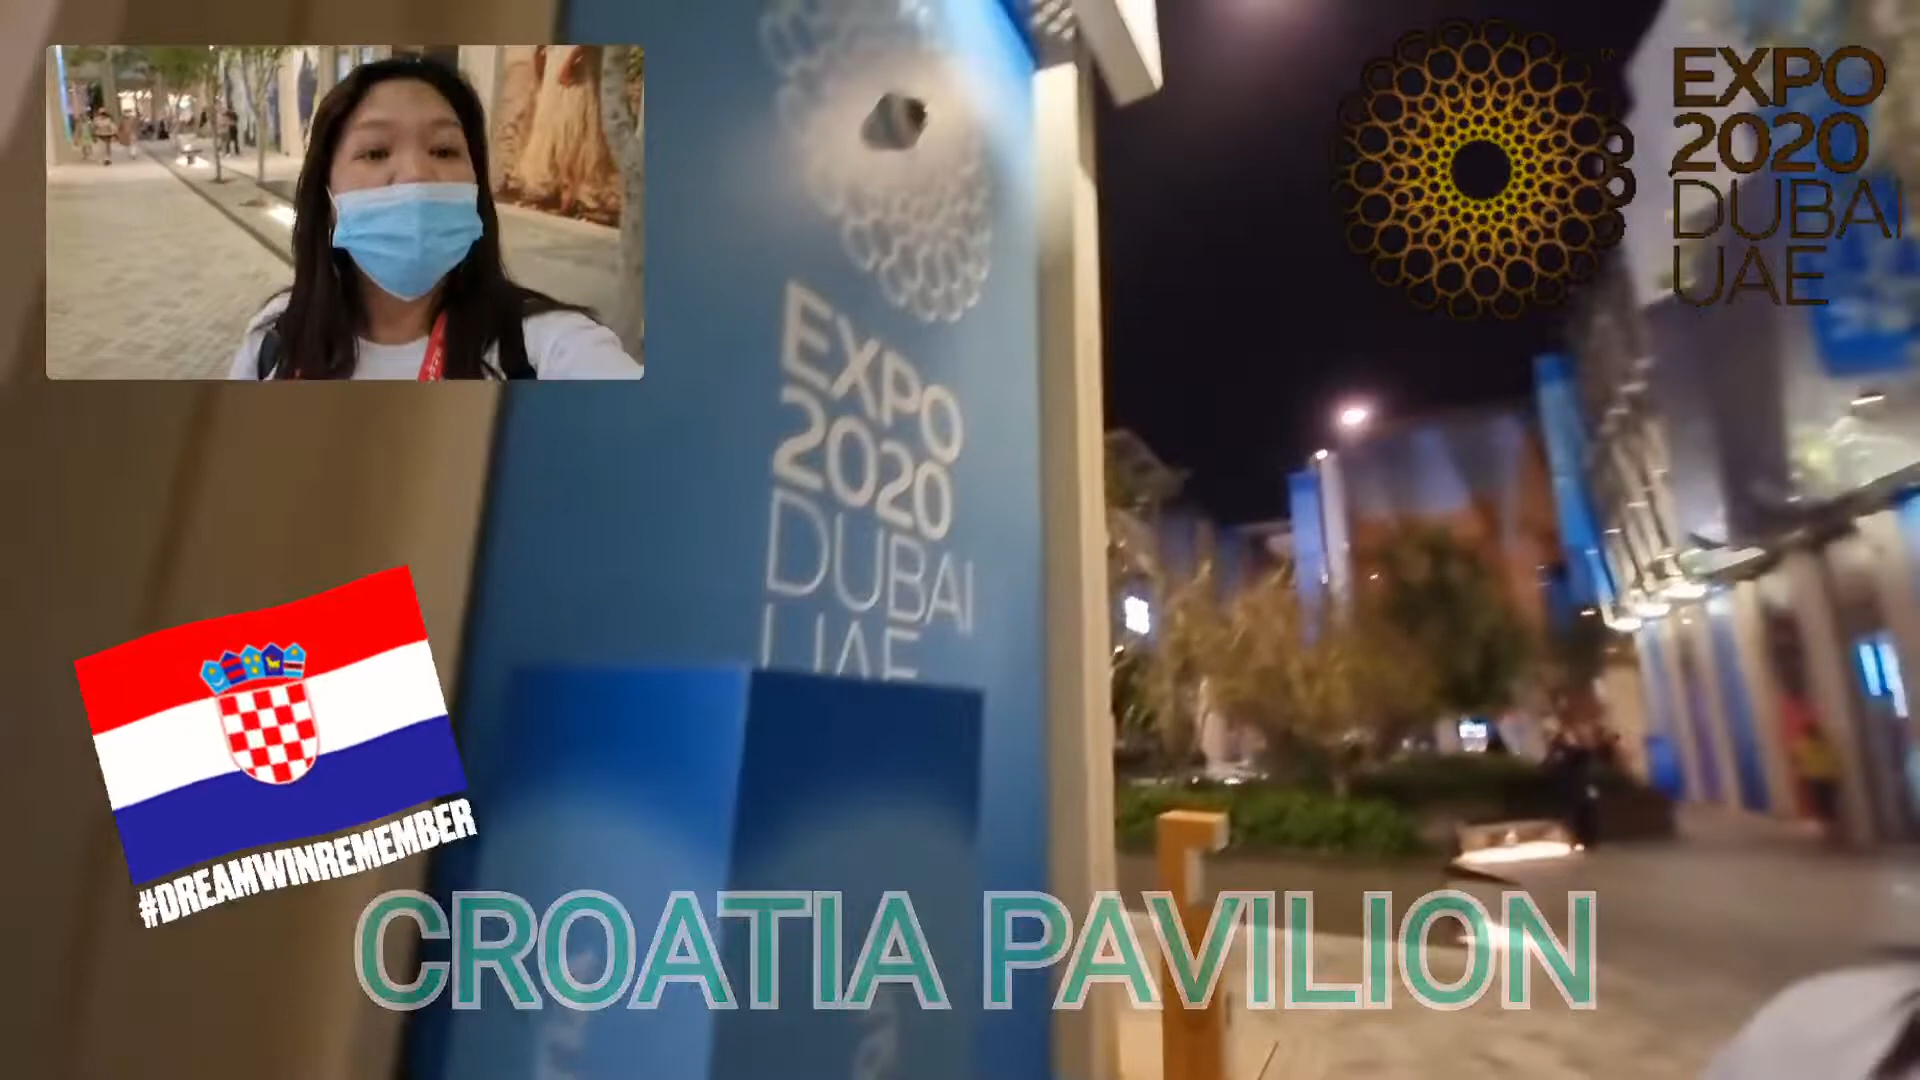 EXPO
2020
DUBAI
UAE
EXPO
2020
DUBAI
UAE
#DREAMWINREMEMBER
CROATIA PAVILION